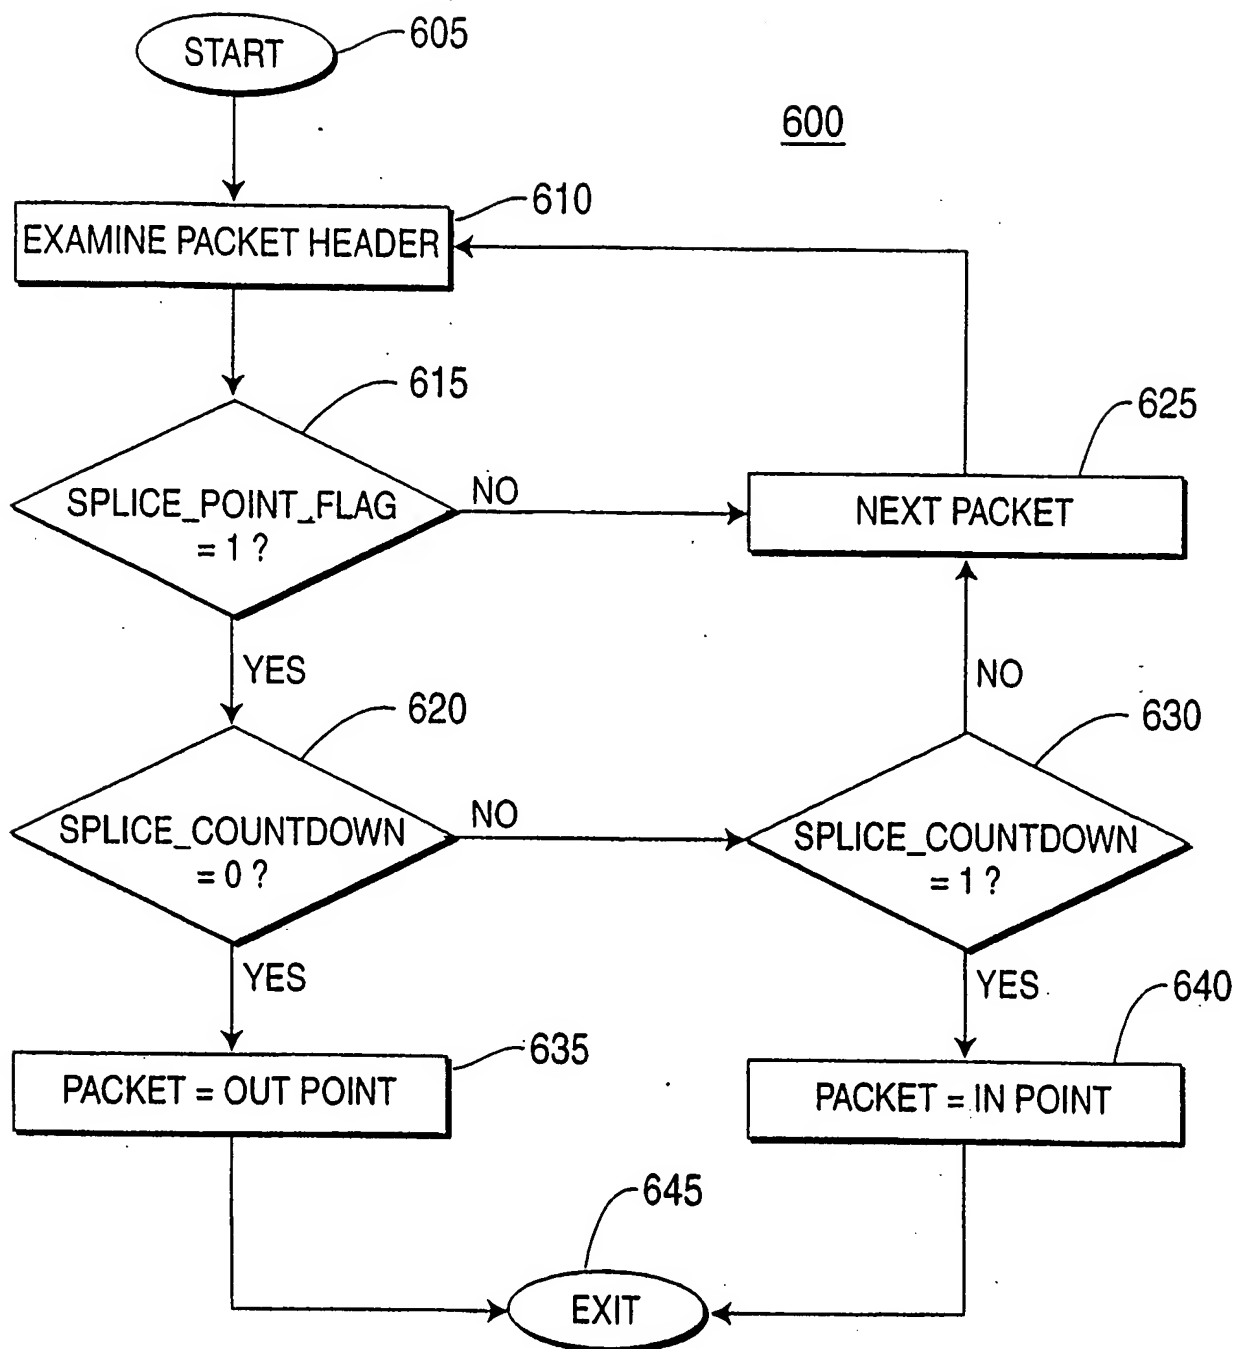 START
605
600
610
EXAMINE PACKET HEADER
615
625
SPLICE_POINT_FLAG
= 1 ?
NO
NEXT PACKET
YES
NO
620
630
SPLICE_COUNTDOWN
= 0 ?
NO
SPLICE_COUNTDOWN
= 1 ?
YES
YES
635
640
PACKET = OUT POINT
PACKET = IN POINT
645
EXIT